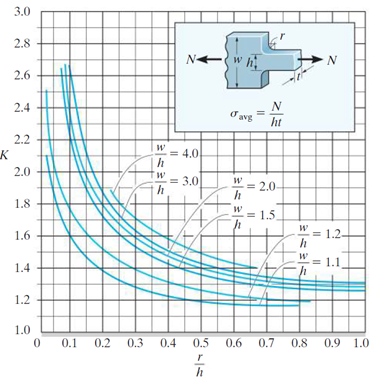 3.0
2.8
2.6
2.4
2.2
2.0
1.8
1.6
1.4
1.2
1.0
K
0 0.1 0.2 0.3 0.4 0.5 0.6 0.7 0.8 0.9 1.0
r/h
r
N w h N
t
σavg = N/ht
w/h = 4.0
w/h = 3.0
w/h = 2.0
w/h = 1.5
w/h = 1.2
w/h = 1.1